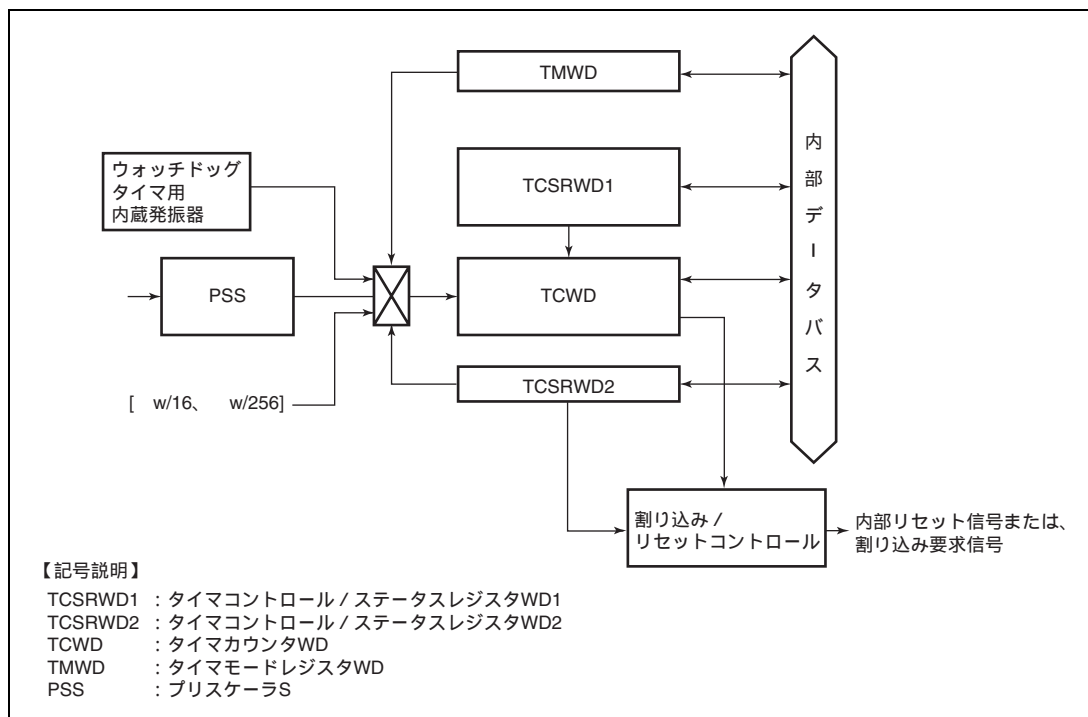 TMWD
ウォッチドッグ
タイマ用
内蔵発振器
TCSRWD1
PSS
TCWD
TCSRWD2
[　w/16、　w/256]
内部データバス
割り込み /
リセットコントロール
内部リセット信号または、
割り込み要求信号
【記号説明】
TCSRWD1 : タイマコントロール / ステータスレジスタWD1
TCSRWD2 : タイマコントロール / ステータスレジスタWD2
TCWD : タイマカウンタWD
TMWD : タイマモードレジスタWD
PSS : プリスケーラS